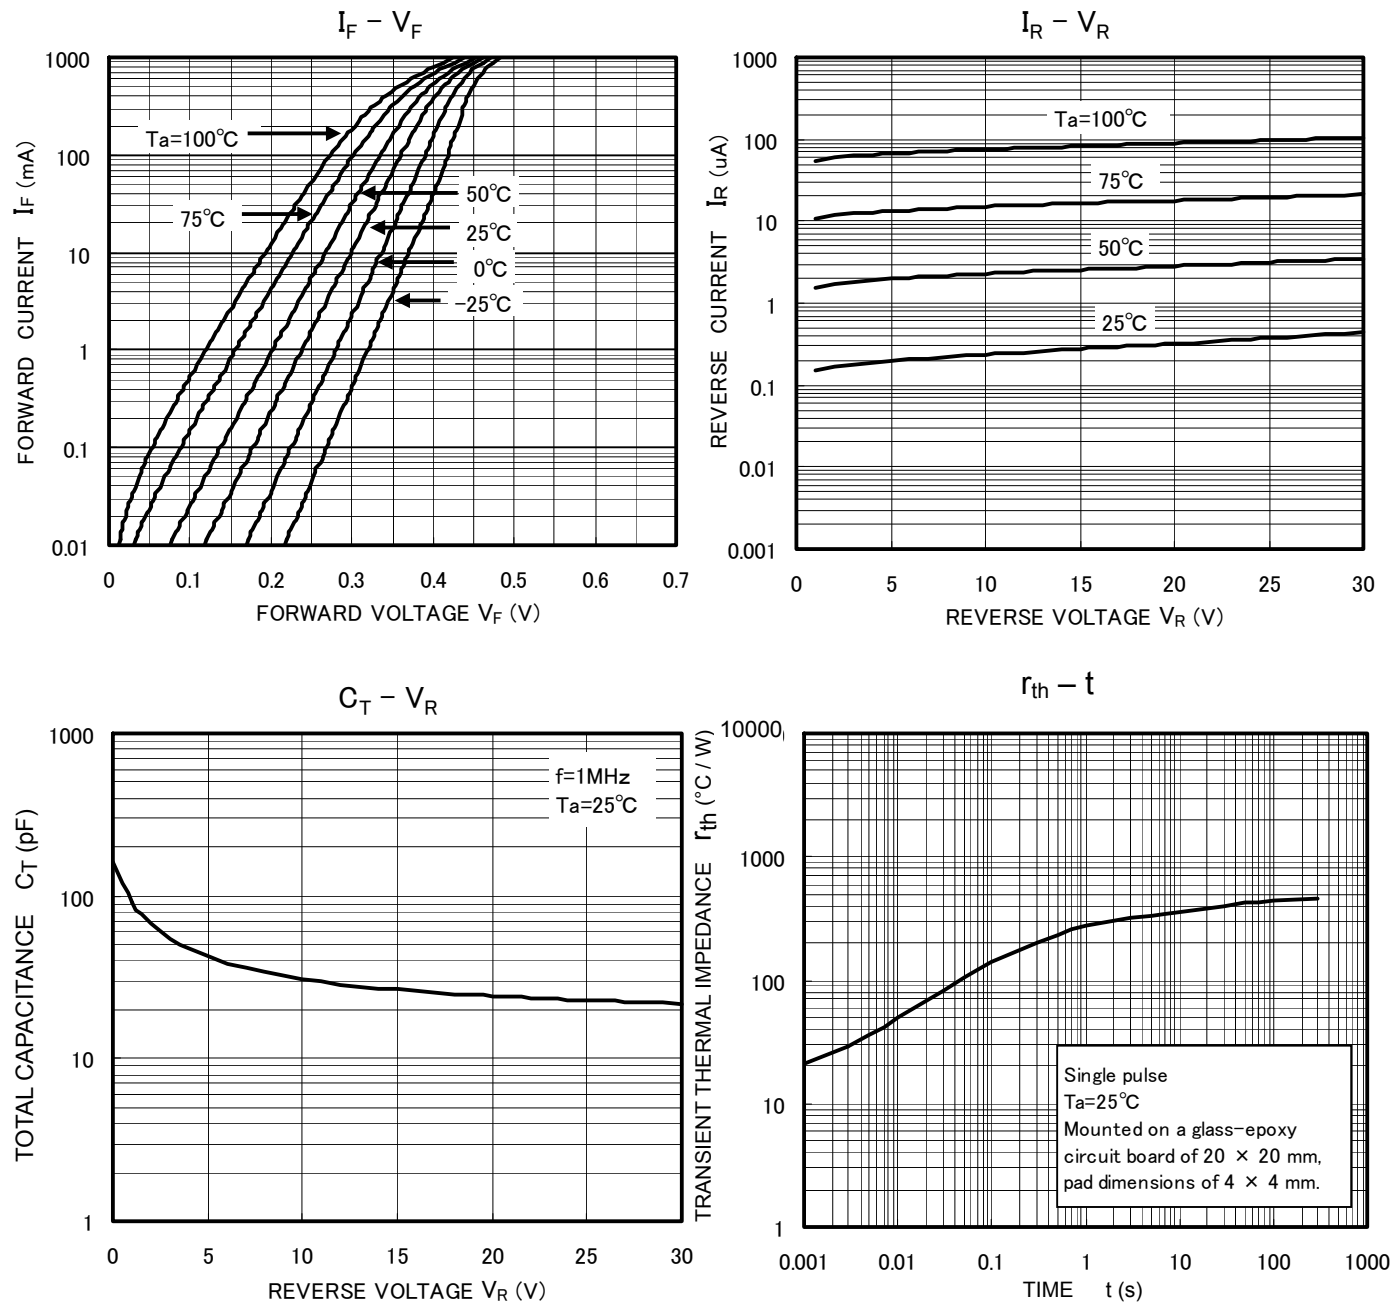 I_F − V_F
FORWARD CURRENT I_F (mA)
1000
100
10
1
0.1
0.01
Ta=100℃
75℃
50℃
25℃
0℃
−25℃
0 0.1 0.2 0.3 0.4 0.5 0.6 0.7
FORWARD VOLTAGE V_F (V)
I_R − V_R
REVERSE CURRENT I_R (uA)
1000
100
10
1
0.1
0.01
0.001
Ta=100℃
75℃
50℃
25℃
0 5 10 15 20 25 30
REVERSE VOLTAGE V_R (V)
C_T − V_R
TOTAL CAPACITANCE C_T (pF)
1000
100
10
1
f=1MHz
Ta=25℃
0 5 10 15 20 25 30
REVERSE VOLTAGE V_R (V)
r_th – t
TRANSIENT THERMAL IMPEDANCE r_th (°C / W)
10000
1000
100
10
1
Single pulse
Ta=25℃
Mounted on a glass−epoxy
circuit board of 20 × 20 mm,
pad dimensions of 4 × 4 mm.
0.001 0.01 0.1 1 10 100 1000
TIME t (s)